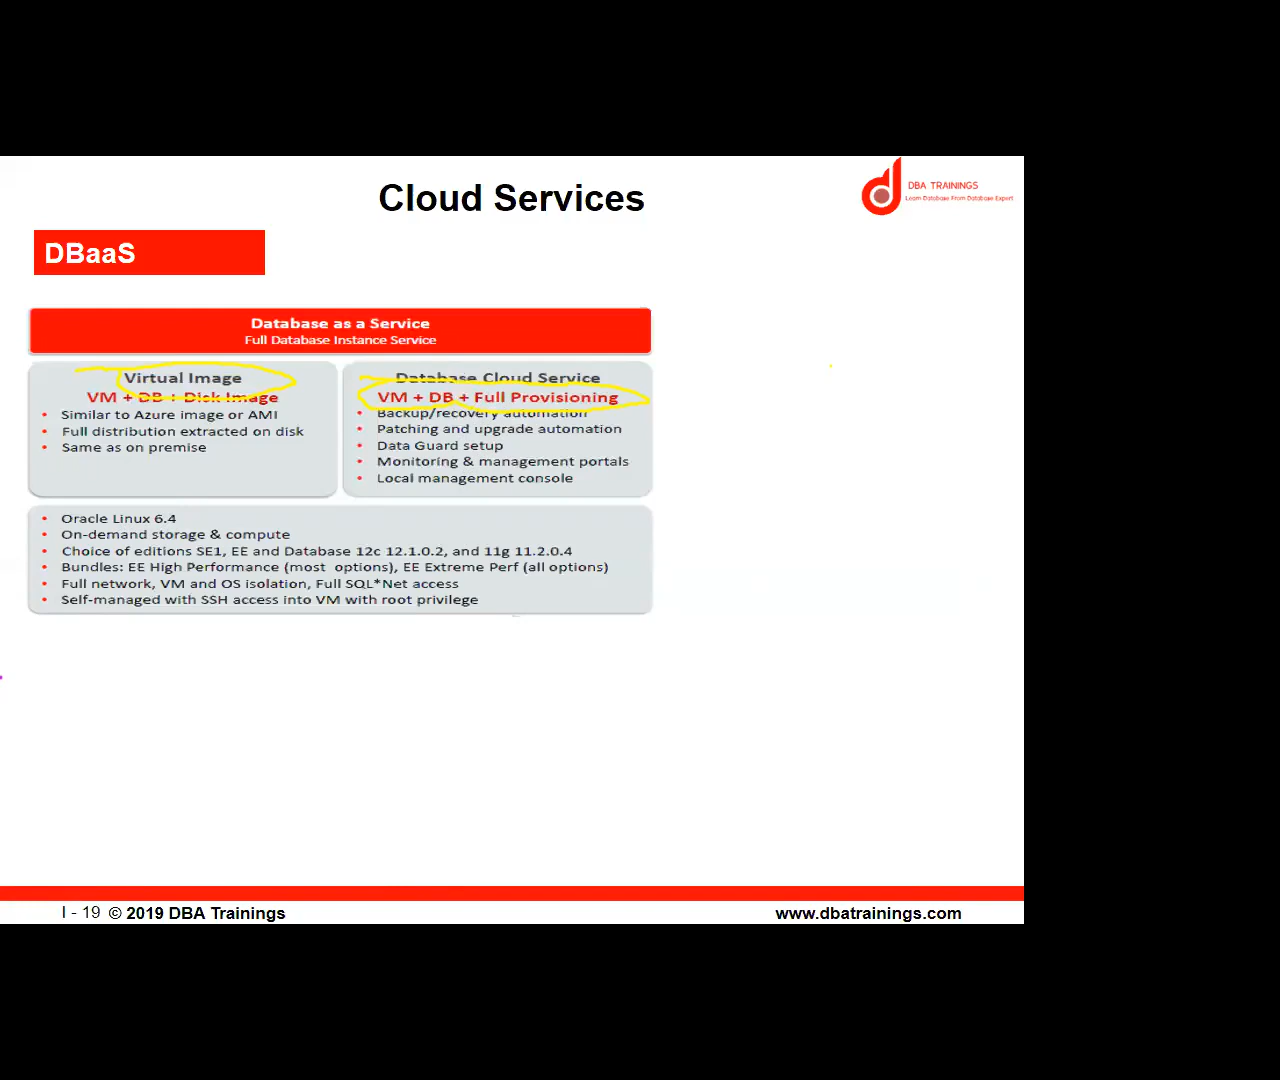 Cloud Services
DBA TRAININGS
Learn Database From Database Expert
DBaaS
Database as a Service
Full Database Instance Service
Virtual Image
VM + DB + Disk Image
• Similar to Azure image or AMI
• Full distribution extracted on disk
• Same as on premise
Database Cloud Service
VM + DB + Full Provisioning
• Backup/recovery automation
• Patching and upgrade automation
• Data Guard setup
• Monitoring & management portals
• Local management console
• Oracle Linux 6.4
• On-demand storage & compute
• Choice of editions SE1, EE and Database 12c 12.1.0.2, and 11g 11.2.0.4
• Bundles: EE High Performance (most options), EE Extreme Perf (all options)
• Full network, VM and OS isolation, Full SQL*Net access
• Self-managed with SSH access into VM with root privilege
I - 19 © 2019 DBA Trainings
www.dbatrainings.com